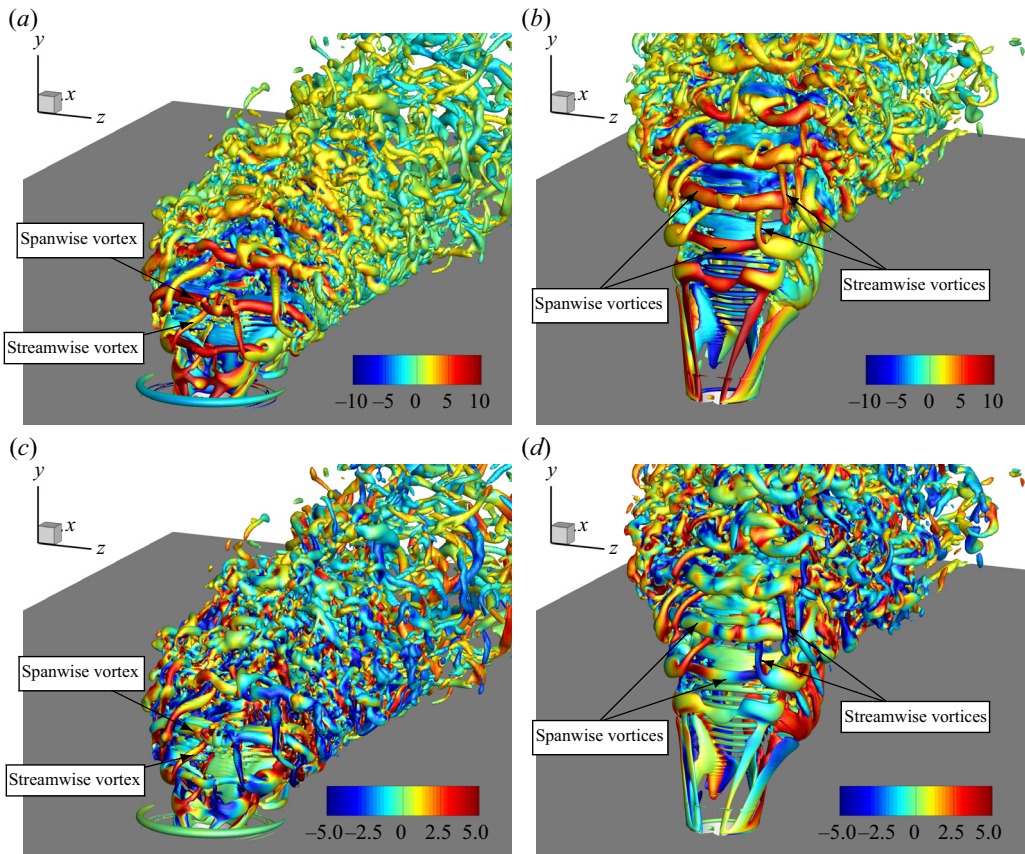 (a)
y
x
z
Spanwise vortex
Streamwise vortex
–10 –5 0 5 10
(b)
y
x
z
Spanwise vortices
Streamwise vortices
–10 –5 0 5 10
(c)
y
x
z
Spanwise vortex
Streamwise vortex
–5.0 –2.5 0 2.5 5.0
(d)
y
x
z
Spanwise vortices
Streamwise vortices
–5.0 –2.5 0 2.5 5.0